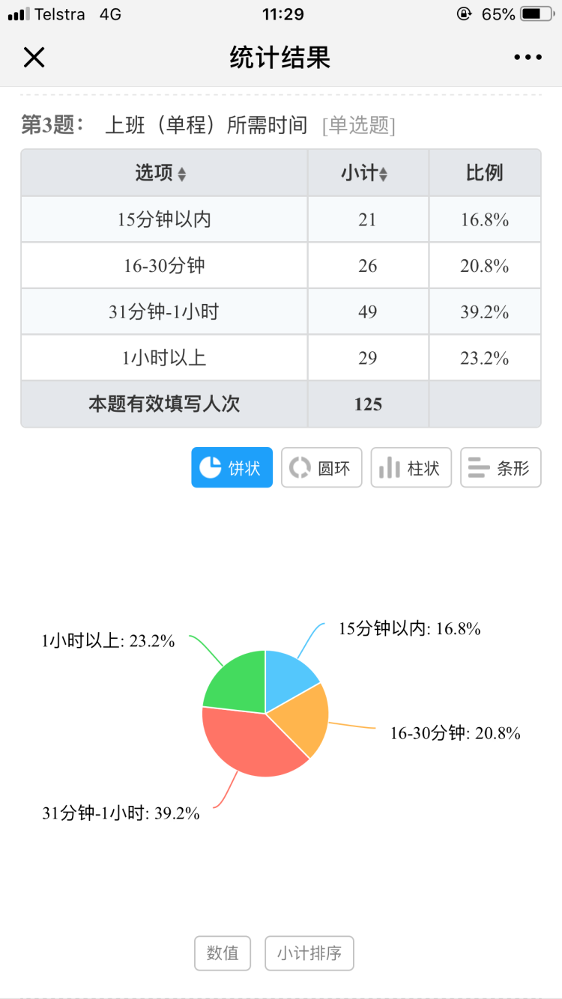 Telstra 4G 11:29 65%
统计结果
第3题： 上班（单程）所需时间 [单选题]
选项 小计 比例
15分钟以内 21 16.8%
16-30分钟 26 20.8%
31分钟-1小时 49 39.2%
1小时以上 29 23.2%
本题有效填写人次 125
饼状 圆环 柱状 条形
15分钟以内: 16.8%
1小时以上: 23.2%
16-30分钟: 20.8%
31分钟-1小时: 39.2%
数值 小计排序